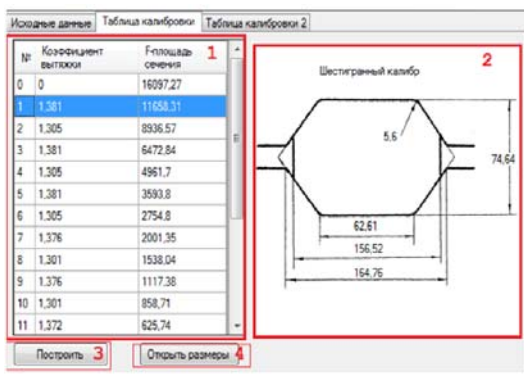 Исходные данные Таблица калибровки Таблица калибровки 2
№ Коэффициент вытяжки F-площадь сечения 1
0 0 16097,27
1 1,381 11658,31
2 1,305 8936,57
3 1,381 6472,84
4 1,305 4961,7
5 1,381 3593,8
6 1,305 2754,8
7 1,376 2001,35
8 1,301 1538,04
9 1,376 1117,38
10 1,301 858,71
11 1,372 625,74
2
Шестигранный калибр
5,6
74,64
62,61
156,52
164,76
Построить 3 Открыть размеры 4